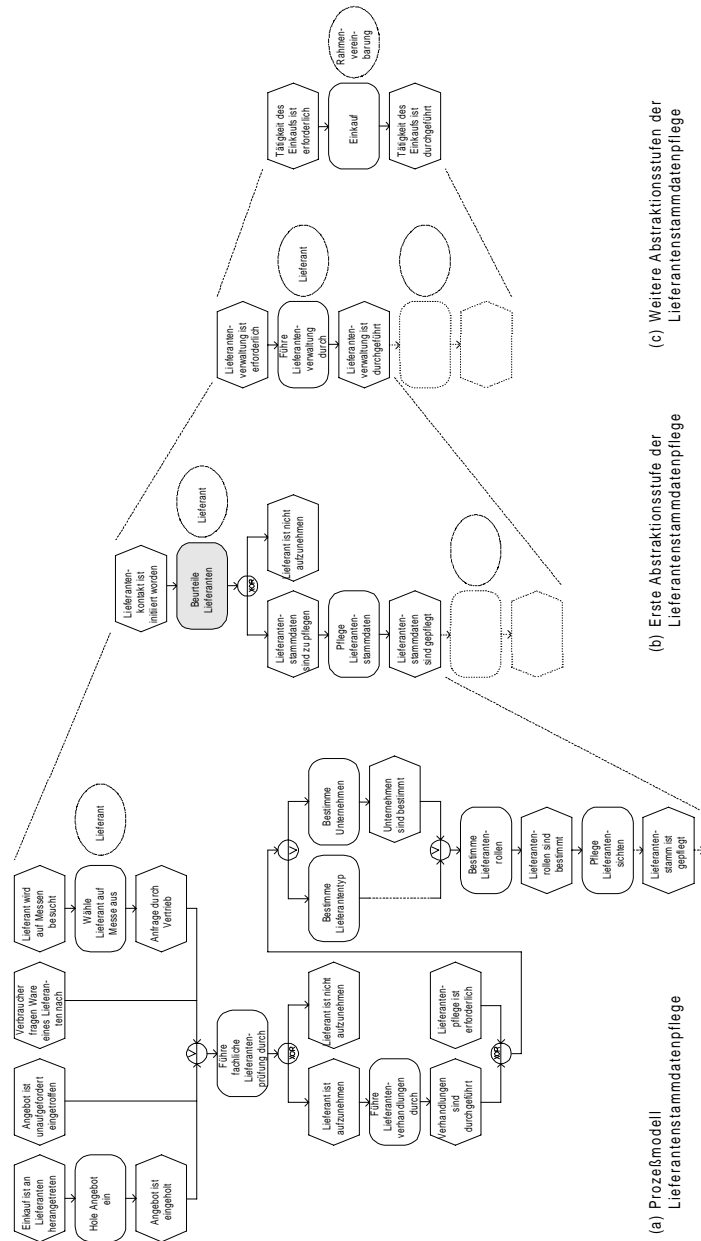 Einkauf ist an
Lieferanten
herangetreten
Hole Angebot
ein
Angebot ist
eingeholt
Angebot ist
unaufgefordert
eingetroffen
Verbraucher
fragen Ware
eines Lieferan-
ten nach
Lieferant wird
auf Messen
besucht
Wähle
Lieferant auf
Messe aus
Anfrage durch
Vertrieb
Lieferant
V
Führe
fachliche
Lieferanten-
prüfung durch
XOR
Lieferant ist
aufzunehmen
Lieferant ist nicht
aufzunehmen
Führe
Lieferanten-
verhandlungen
durch
Verhandlungen
sind
durchgeführt
Lieferanten-
pflege ist
erforderlich
XOR
V
Bestimme
Lieferantentyp
Bestimme
Unternehmen
Unternehmen
sind bestimmt
V
Bestimme
Lieferanten-
rollen
Lieferanten-
rollen sind
bestimmt
Pflege
Lieferanten-
sichten
Lieferanten-
stamm ist
gepflegt
(a) Prozeßmodell
Lieferantenstammdatenpflege
Lieferanten-
kontakt ist
initiiert worden
Beurteile
Lieferanten
Lieferant
XOR
Lieferanten-
stammdaten
sind zu pflegen
Lieferant ist nicht
aufzunehmen
Pflege
Lieferanten-
stammdaten
Lieferanten-
stammdaten
sind gepflegt
(b) Erste Abstraktionsstufe der
Lieferantenstammdatenpflege
Lieferanten-
verwaltung ist
erforderlich
Führe
Lieferanten-
verwaltung
durch
Lieferant
Lieferanten-
verwaltung ist
durchgeführt
Tätigkeit des
Einkaufs ist
erforderlich
Einkauf
Rahmen-
verein-
barung
Tätigkeit des
Einkaufs ist
durchgeführt
(c) Weitere Abstraktionsstufen der
Lieferantenstammdatenpflege